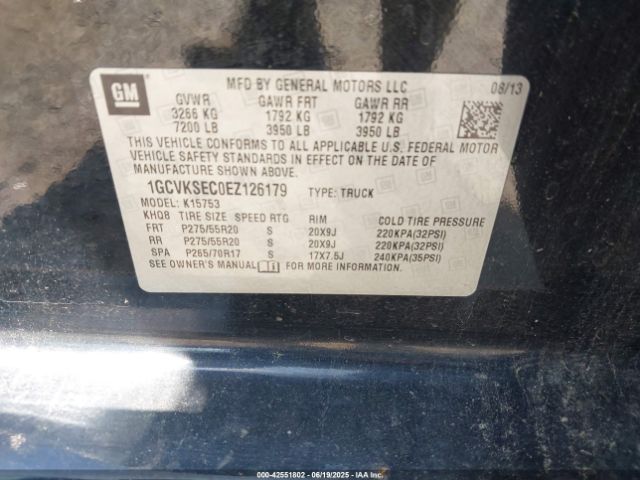 GM
MFD BY GENERAL MOTORS LLC 08/13
GVWR GAWR FRT GAWR RR
3266 KG 1792 KG 1792 KG
7200 LB 3950 LB 3950 LB
THIS VEHICLE CONFORMS TO ALL APPLICABLE U.S. FEDERAL MOTOR
VEHICLE SAFETY STANDARDS IN EFFECT ON THE DATE OF
MANUFACTURE SHOWN ABOVE.
1GCVKSEC0EZ126179 TYPE: TRUCK
MODEL: K15753
KHQ8 TIRE SIZE SPEED RTG RIM COLD TIRE PRESSURE
FRT P275/55R20 S 20X9J 220KPA(32PSI)
RR P275/55R20 S 20X9J 220KPA(32PSI)
SPA P265/70R17 S 17X7.5J 240KPA(35PSI)
SEE OWNER'S MANUAL FOR MORE INFORMATION.
00-42551802 - 06/19/2025 - COPYRIGHT IAA, LLC